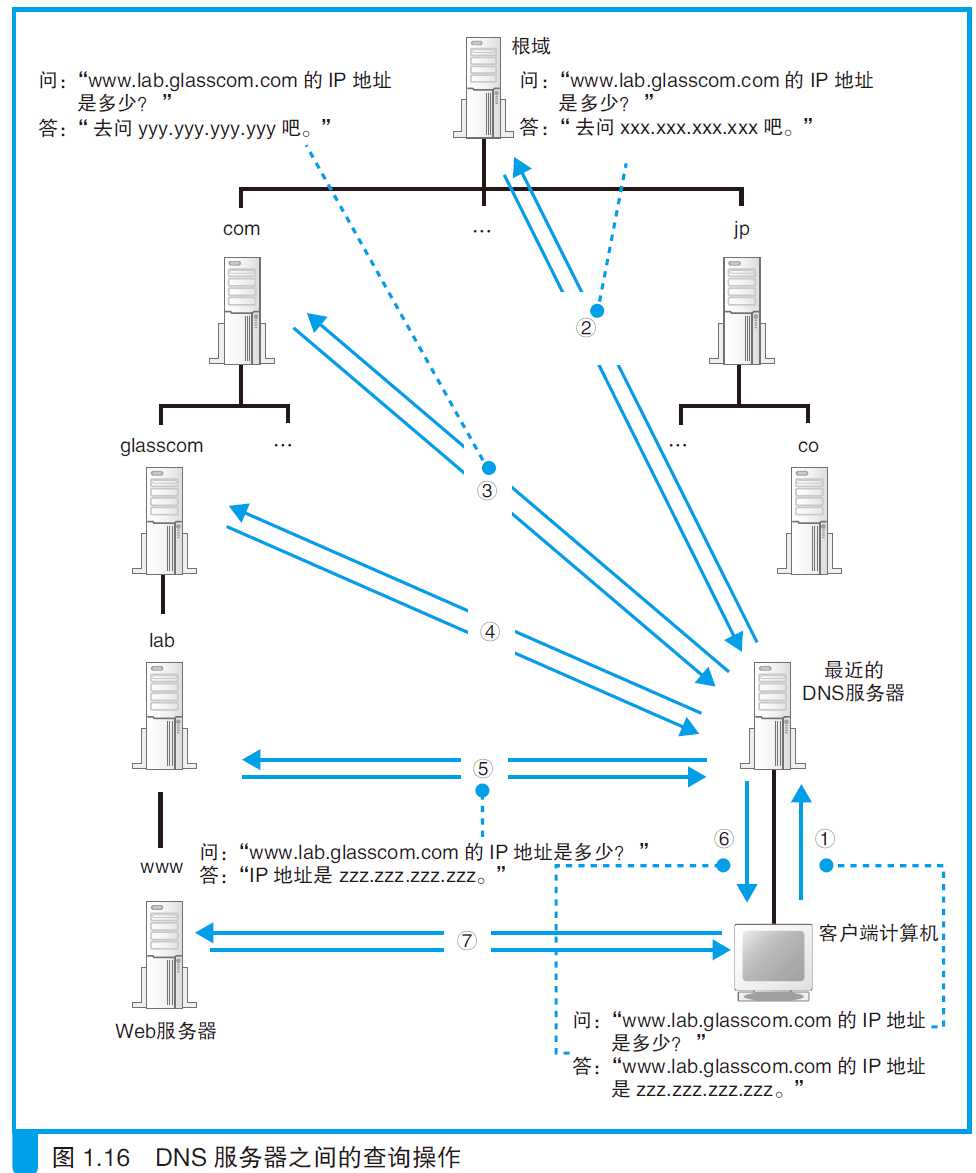 根域
问：“www.lab.glasscom.com 的 IP 地址
是多少？”
答：“去问 yyy.yyy.yyy.yyy 吧。”
问：“www.lab.glasscom.com 的 IP 地址
是多少？”
答：“去问 xxx.xxx.xxx.xxx 吧。”
com
…
jp
②
glasscom
…
…
co
③
④
lab
最近的
DNS服务器
⑤
⑥
①
www
问：“www.lab.glasscom.com 的 IP 地址是多少？”
答：“IP 地址是 zzz.zzz.zzz.zzz。”
⑦
客户端计算机
Web服务器
问：“www.lab.glasscom.com 的 IP 地址
是多少？”
答：“www.lab.glasscom.com 的 IP 地址
是 zzz.zzz.zzz.zzz。”
图 1.16 DNS 服务器之间的查询操作